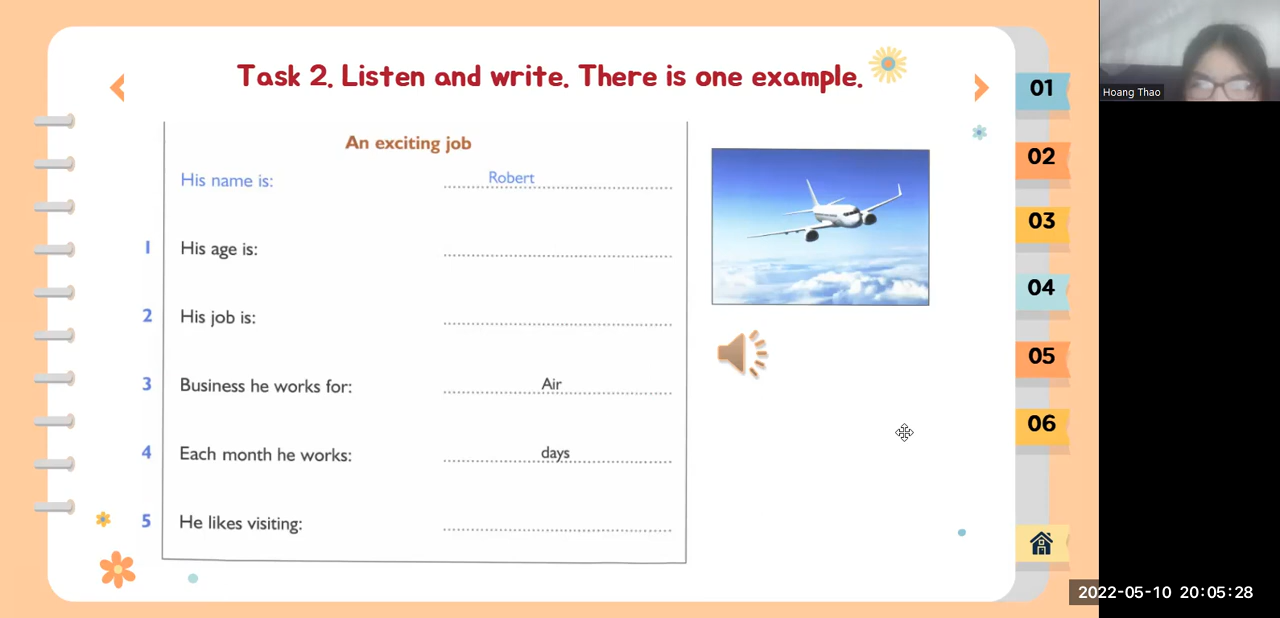 Task 2. Listen and write. There is one example.
An exciting job
His name is: Robert
1 His age is:
2 His job is:
3 Business he works for: Air
4 Each month he works: days
5 He likes visiting:
01
02
03
04
05
06
Hoang Thao
2022-05-10 20:05:28